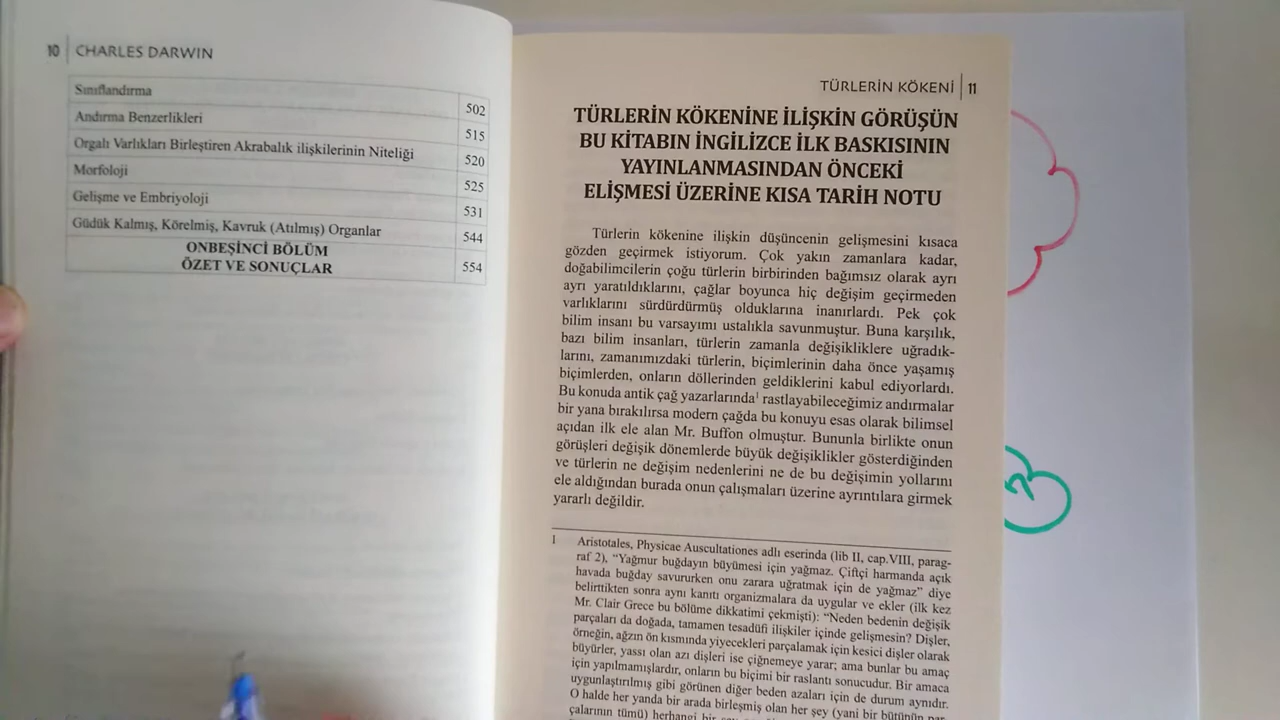 10 | CHARLES DARWIN
Sınıflandırma 502
Andırma Benzerlikleri 515
Orgalı Varlıkları Birleştiren Akrabalık ilişkilerinin Niteliği 520
Morfoloji 525
Gelişme ve Embriyoloji 531
Güdük Kalmış, Körelmiş, Kavruk (Atılmış) Organlar 544
ONBEŞİNCİ BÖLÜM
ÖZET VE SONUÇLAR 554
TÜRLERİN KÖKENİ | 11
TÜRLERİN KÖKENİNE İLİŞKİN GÖRÜŞÜN
BU KİTABIN İNGİLİZCE İLK BASKISININ
YAYINLANMASINDAN ÖNCEKİ
ELİŞMESİ ÜZERİNE KISA TARİH NOTU
Türlerin kökenine ilişkin düşüncenin gelişmesini kısaca
gözden geçirmek istiyorum. Çok yakın zamanlara kadar,
doğabilimcilerin çoğu türlerin birbirinden bağımsız olarak ayrı
ayrı yaratıldıklarını, çağlar boyunca hiç değişim geçirmeden
varlıklarını sürdürdürmüş olduklarına inanırlardı. Pek çok
bilim insanı bu varsayımı ustalıkla savunmuştur. Buna karşılık,
bazı bilim insanları, türlerin zamanla değişikliklere uğradık-
larını, zamanımızdaki türlerin, biçimlerinin daha önce yaşamış
biçimlerden, onların döllerinden geldiklerini kabul ediyorlardı.
Bu konuda antik çağ yazarlarında¹ rastlayabileceğimiz andırmalar
bir yana bırakılırsa modern çağda bu konuyu esas olarak bilimsel
açıdan ilk ele alan Mr. Buffon olmuştur. Bununla birlikte onun
görüşleri değişik dönemlerde büyük değişiklikler gösterdiğinden
ve türlerin ne değişim nedenlerini ne de bu değişimin yollarını
ele aldığından burada onun çalışmaları üzerine ayrıntılara girmek
yararlı değildir.
1 Aristotales, Physicae Auscultationes adlı eserinda (lib II, cap.VIII, parag-
raf 2), “Yağmur buğdayın büyümesi için yağmaz. Çiftçi harmanda açık
havada buğday savururken onu zarara uğratmak için de yağmaz” diye
belirttikten sonra aynı kanıtı organizmalara da uygular ve ekler (ilk kez
Mr. Clair Grece bu bölüme dikkatimi çekmişti): “Neden bedenin değişik
parçaları da doğada, tamamen tesadüfi ilişkiler içinde gelişmesin? Dişler,
örneğin, ağzın ön kısmında yiyecekleri parçalamak için kesici dişler olarak
büyürler, yassı olan azı dişleri ise çiğnemeye yarar; ama bunlar bu amaç
için yapılmamışlardır, onların bu biçimi bir raslantı sonucudur. Bir amaca
uygunlaştırılmış gibi görünen diğer beden azaları için de durum aynıdır.
O halde her yanda bir arada birleşmiş olan her şey (yani bir bütünün par-
çalarının tümü) herhangi bir